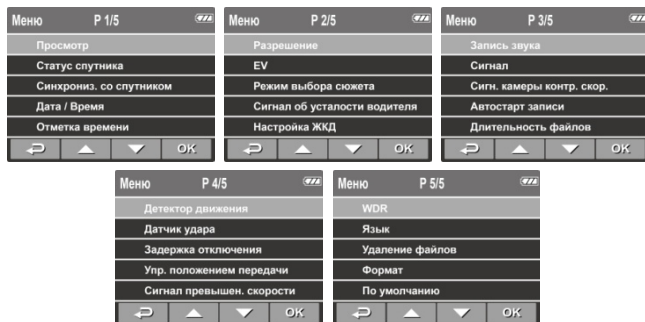 Меню P 1/5
Просмотр
Статус спутника
Синхрониз. со спутником
Дата / Время
Отметка времени
OK
Меню P 2/5
Разрешение
EV
Режим выбора сюжета
Сигнал об усталости водителя
Настройка ЖКД
OK
Меню P 3/5
Запись звука
Сигнал
Сигн. камеры контр. скор.
Автостарт записи
Длительность файлов
OK
Меню P 4/5
Детектор движения
Датчик удара
Задержка отключения
Упр. положением передачи
Сигнал превышен. скорости
OK
Меню P 5/5
WDR
Язык
Удаление файлов
Формат
По умолчанию
OK